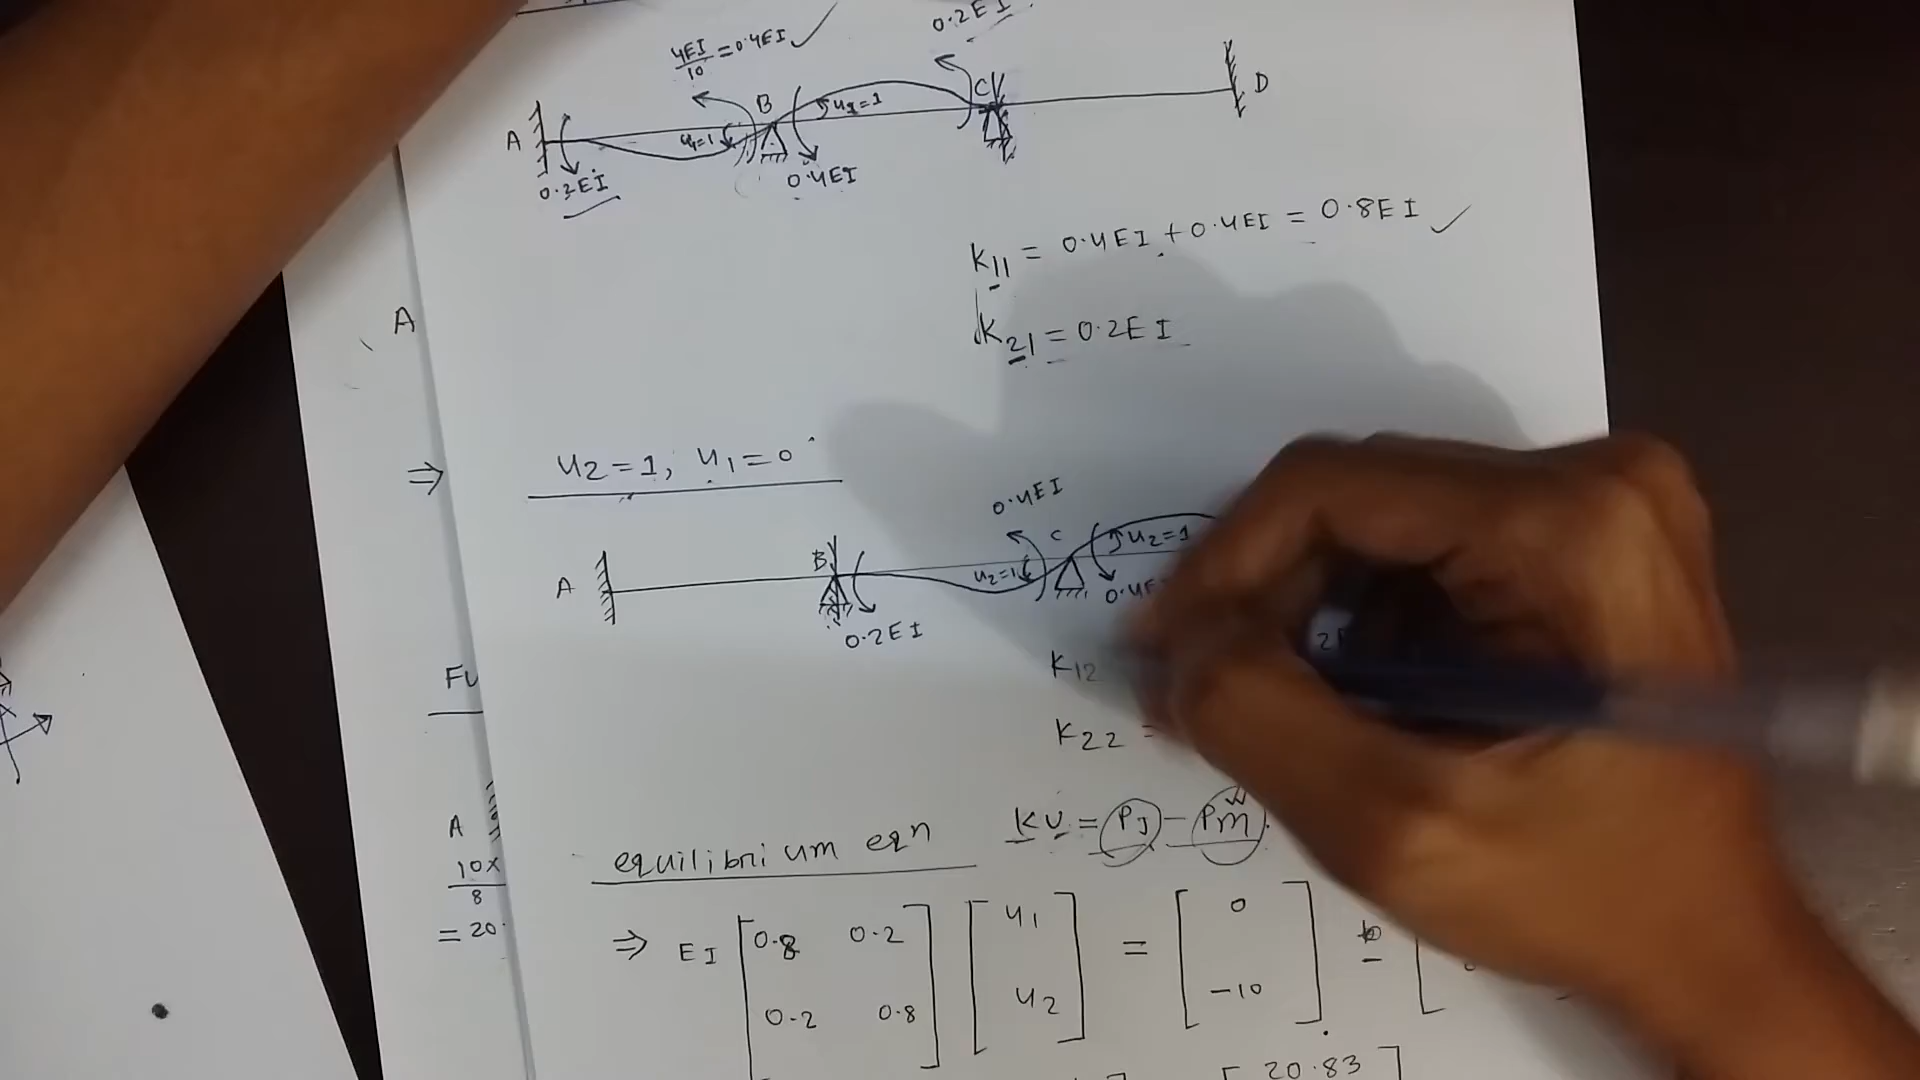 4EI/10 = 0.4EI ✓
0.2EI
A B u1=1 C D
u1=1
0.2EI
0.4EI
K11 = 0.4EI + 0.4EI = 0.8EI ✓
K21 = 0.2EI
A
⇒
u2=1, u1=0
0.4EI
A B C u2=1
u2=1
0.4E
0.2EI
K12
Fu
K22 =
equilibrium eqn KU = PJ - Pm
w
A
10x
8
= 20.
⇒ EI [0.8 0.2] [u1] = [0]
[0.2 0.8] [u2] [-10]
[20.83]